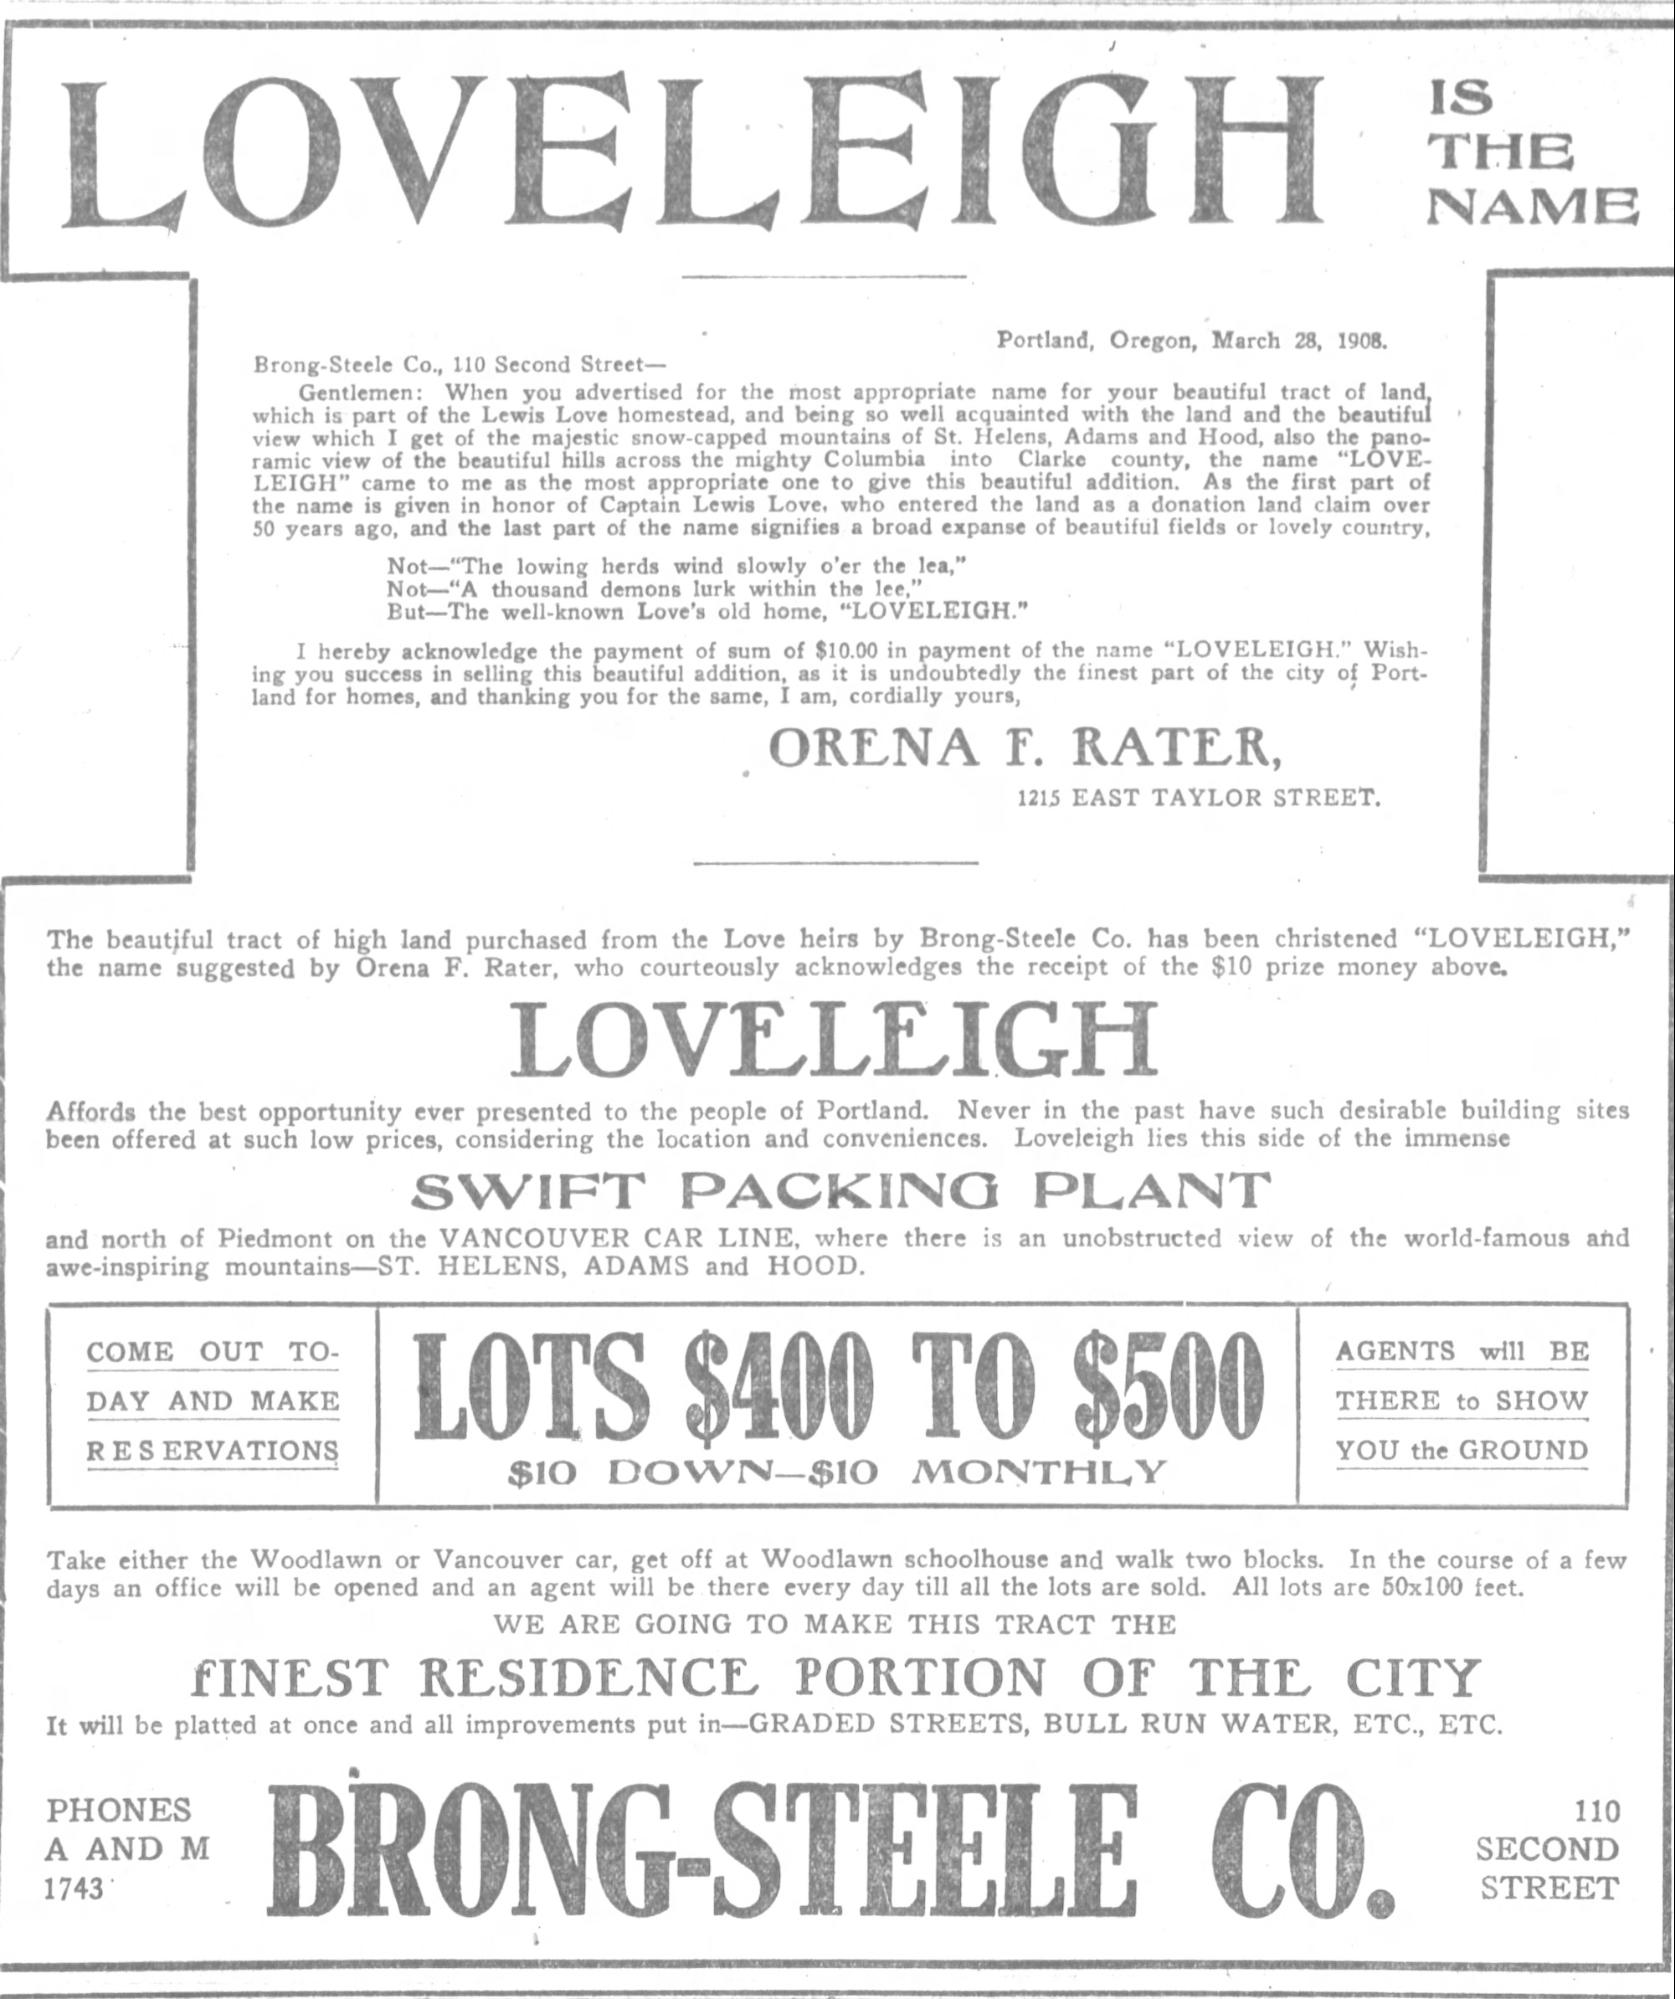 LOVELEIGH
IS
THE
NAME
Portland, Oregon, March 28, 1908.
Brong-Steele Co., 110 Second Street—
Gentlemen: When you advertised for the most appropriate name for your beautiful tract of land,
which is part of the Lewis Love homestead, and being so well acquainted with the land and the beautiful
view which I get of the majestic snow-capped mountains of St. Helens, Adams and Hood, also the pano-
ramic view of the beautiful hills across the mighty Columbia into Clarke county, the name “LOVE-
LEIGH” came to me as the most appropriate one to give this beautiful addition. As the first part of
the name is given in honor of Captain Lewis Love, who entered the land as a donation land claim over
50 years ago, and the last part of the name signifies a broad expanse of beautiful fields or lovely country,
Not—“The lowing herds wind slowly o'er the lea,”
Not—“A thousand demons lurk within the lee,”
But—The well-known Love's old home, “LOVELEIGH.”
I hereby acknowledge the payment of sum of $10.00 in payment of the name “LOVELEIGH.” Wish-
ing you success in selling this beautiful addition, as it is undoubtedly the finest part of the city of Port-
land for homes, and thanking you for the same, I am, cordially yours,
ORENA F. RATER,
1215 EAST TAYLOR STREET.
The beautiful tract of high land purchased from the Love heirs by Brong-Steele Co. has been christened “LOVELEIGH,”
the name suggested by Orena F. Rater, who courteously acknowledges the receipt of the $10 prize money above.
LOVELEIGH
Affords the best opportunity ever presented to the people of Portland. Never in the past have such desirable building sites
been offered at such low prices, considering the location and conveniences. Loveleigh lies this side of the immense
SWIFT PACKING PLANT
and north of Piedmont on the VANCOUVER CAR LINE, where there is an unobstructed view of the world-famous and
awe-inspiring mountains—ST. HELENS, ADAMS and HOOD.
COME OUT TO-
DAY AND MAKE
RESERVATIONS
LOTS $400 TO $500
$10 DOWN—$10 MONTHLY
AGENTS will BE
THERE to SHOW
YOU the GROUND
Take either the Woodlawn or Vancouver car, get off at Woodlawn schoolhouse and walk two blocks. In the course of a few
days an office will be opened and an agent will be there every day till all the lots are sold. All lots are 50x100 feet.
WE ARE GOING TO MAKE THIS TRACT THE
FINEST RESIDENCE PORTION OF THE CITY
It will be platted at once and all improvements put in—GRADED STREETS, BULL RUN WATER, ETC., ETC.
PHONES
A AND M
1743
BRONG-STEELE CO.
110
SECOND
STREET